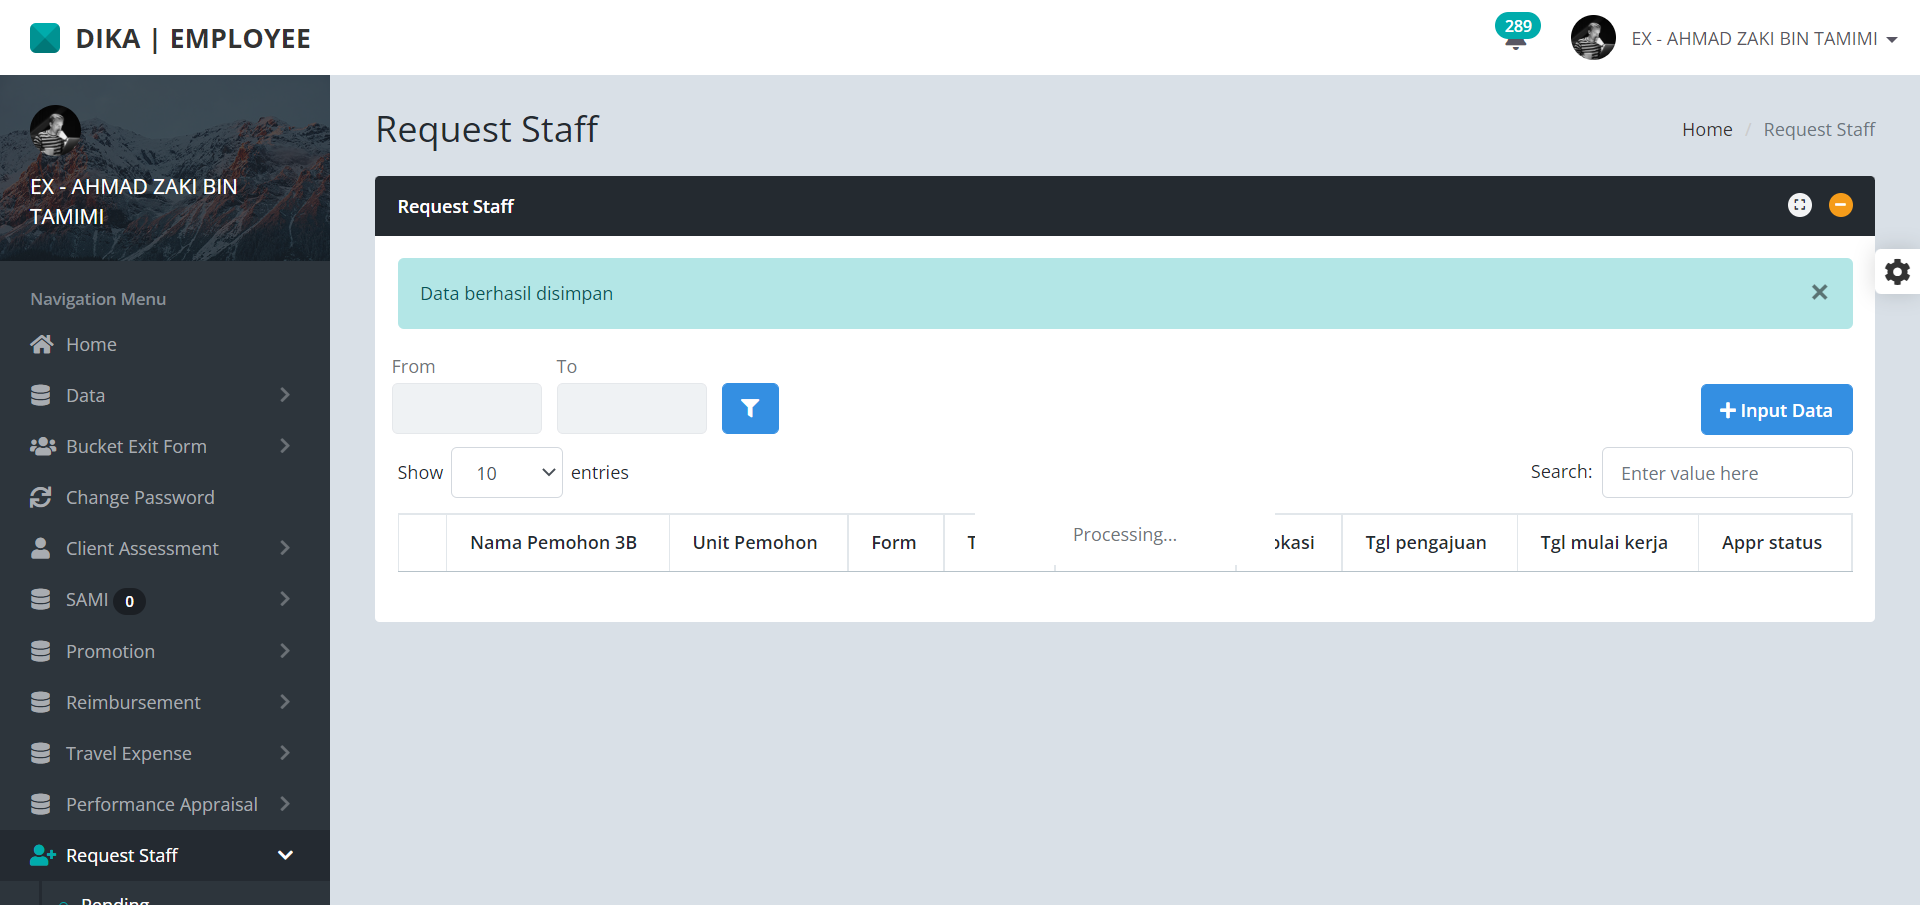 DIKA | EMPLOYEE
289
EX - AHMAD ZAKI BIN TAMIMI
EX - AHMAD ZAKI BIN
TAMIMI
Navigation Menu
Home
Data
Bucket Exit Form
Change Password
Client Assessment
SAMI 0
Promotion
Reimbursement
Travel Expense
Performance Appraisal
Request Staff
Pending
Request Staff
Home / Request Staff
Request Staff
Data berhasil disimpan
From
To
+ Input Data
Show 10 entries
Search: Enter value here
Nama Pemohon 3B
Unit Pemohon
Form
Processing...
Tgl pengajuan
Tgl mulai kerja
Appr status